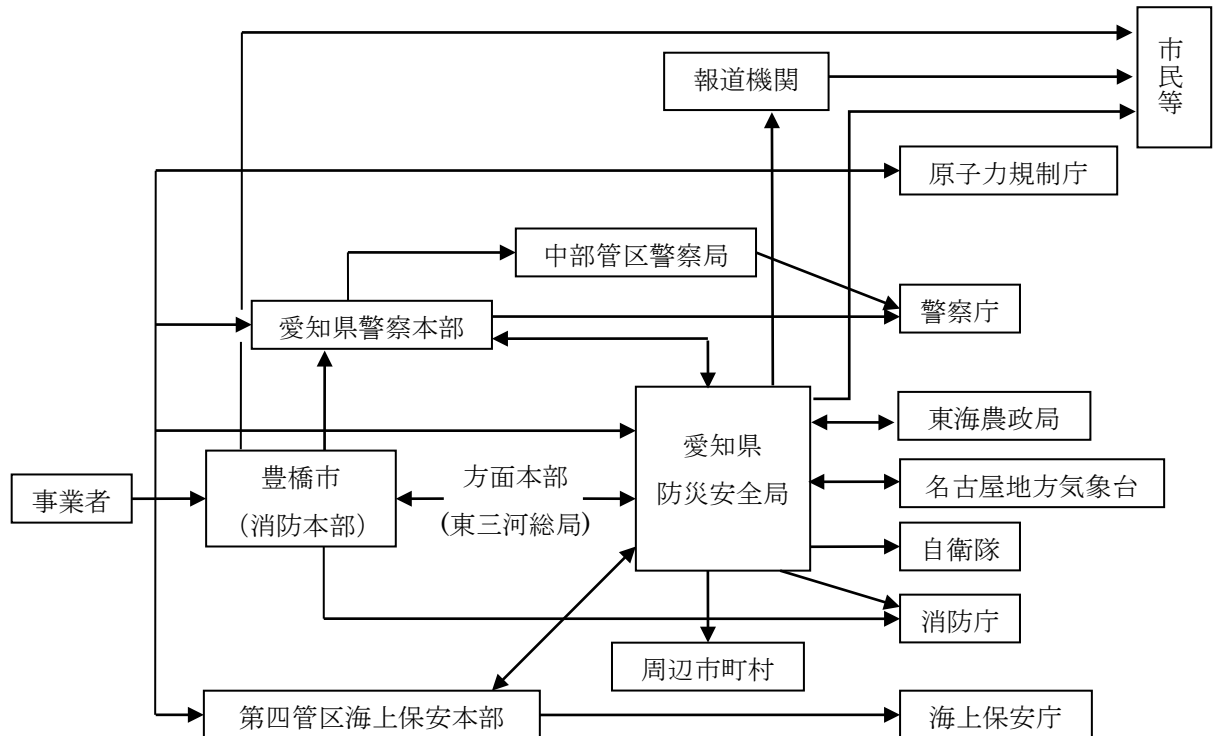 市民等
報道機関
原子力規制庁
中部管区警察局
警察庁
愛知県警察本部
東海農政局
愛知県
防災安全局
豊橋市
(消防本部)
方面本部
(東三河総局)
事業者
名古屋地方気象台
自衛隊
消防庁
周辺市町村
第四管区海上保安本部
海上保安庁